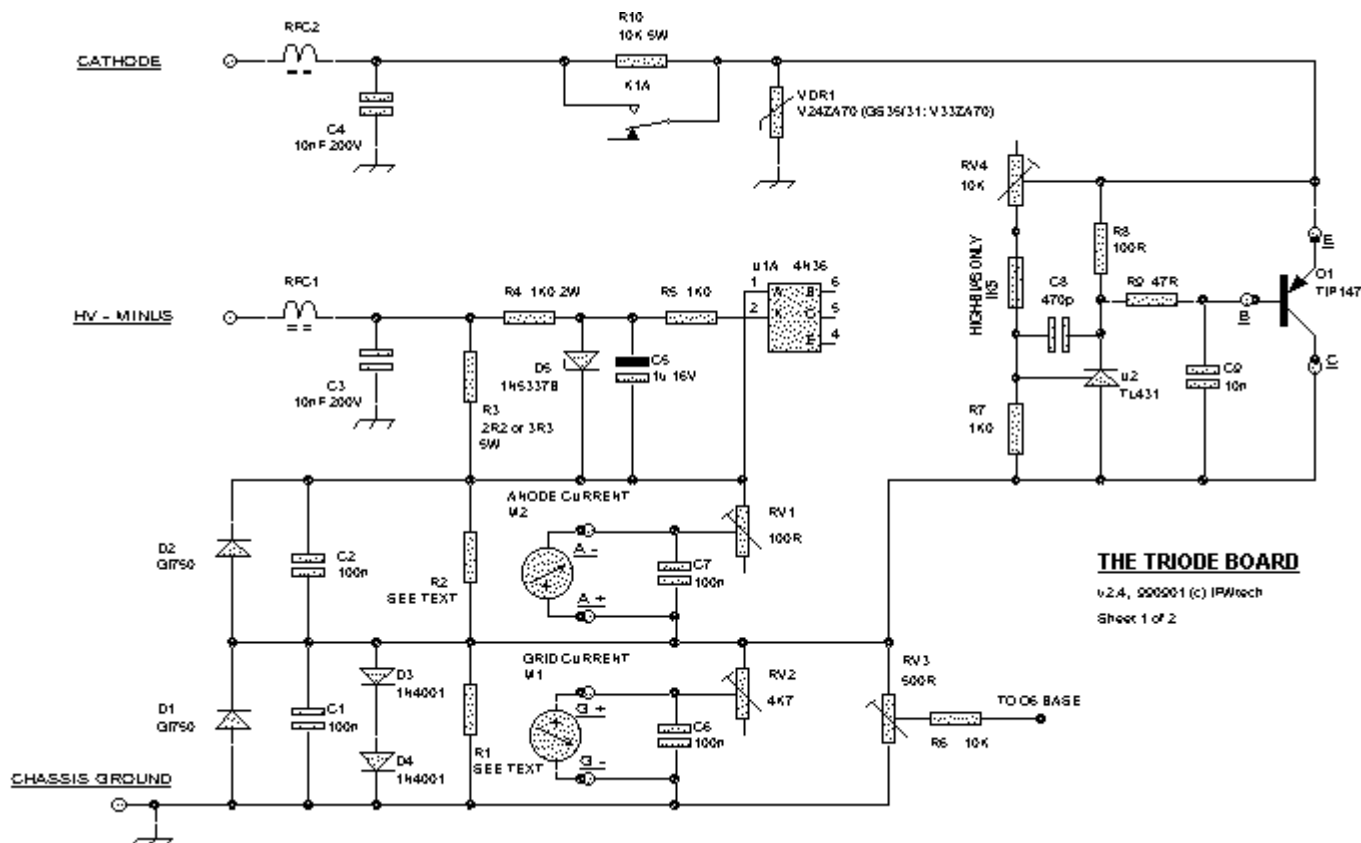 RFC2
R10
10K 5W
CATHODE
K1A
VDR1
V24ZA70 (GS35/31: V33ZA70)
C4
10nF 200V
RV4
10K
R8
100R
E
RFC1
R4 1K0 2W
R5 1K0
u1A 4N36
1
A
B
6
2
K
C
5
E
4
HIGH-BIAS ONLY
1K5
C8
470p
R9 47R
B
Q1
TIP147
HV - MINUS
C
C3
10nF 200V
D5
1N5337B
1u 16V
R3
2R2 or 3R3
5W
u2
TL431
C9
10n
R7
1K0
ANODE CURRENT
M2
RV1
100R
A -
D2
GI750
C2
100n
R2
SEE TEXT
C7
100n
A +
THE TRIODE BOARD
v2.4, 990901 (c) IFWtech
Sheet 1 of 2
GRID CURRENT
M1
RV2
4K7
RV3
500R
D3
1N4001
G +
TO Q6 BASE
D1
GI750
C1
100n
C6
100n
R1
SEE TEXT
R6 10K
D4
1N4001
G -
CHASSIS GROUND